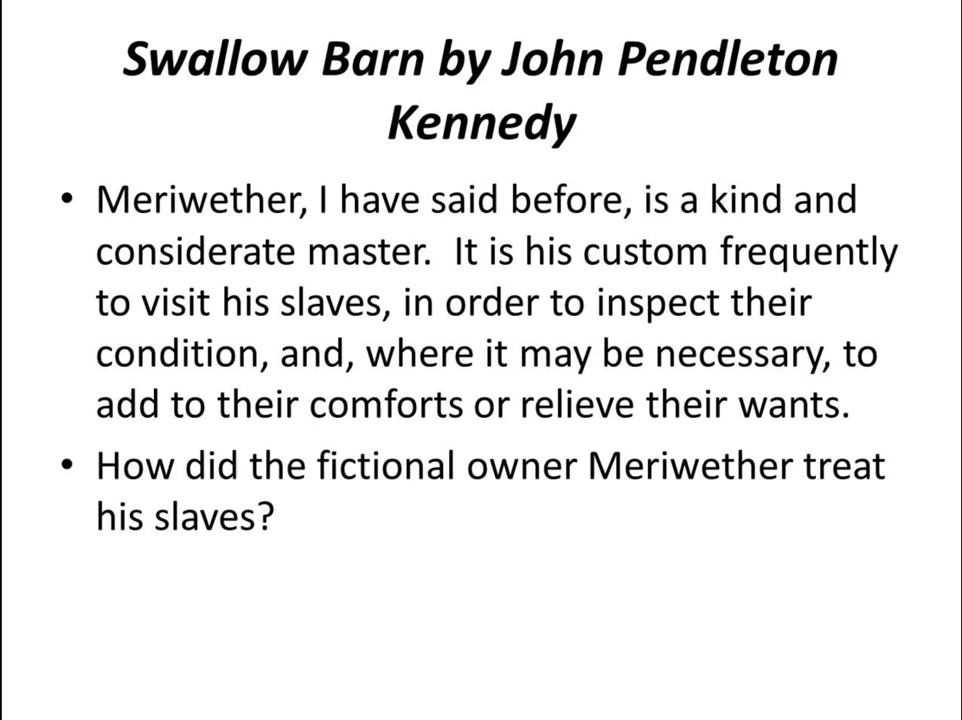 Swallow Barn by John Pendleton
Kennedy
• Meriwether, I have said before, is a kind and
considerate master.  It is his custom frequently
to visit his slaves, in order to inspect their
condition, and, where it may be necessary, to
add to their comforts or relieve their wants.
• How did the fictional owner Meriwether treat
his slaves?